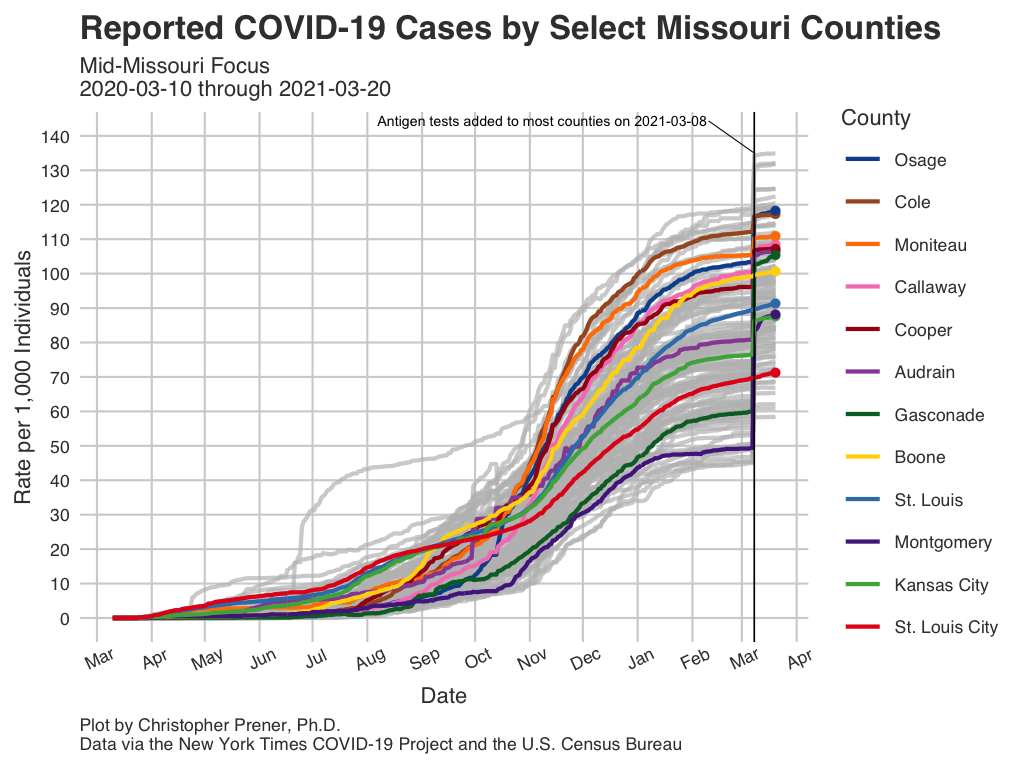 Reported COVID-19 Cases by Select Missouri Counties
Mid-Missouri Focus
2020-03-10 through 2021-03-20
Antigen tests added to most counties on 2021-03-08
Rate per 1,000 Individuals
140
130
120
110
100
90
80
70
60
50
40
30
20
10
0
Mar Apr May Jun Jul Aug Sep Oct Nov Dec Jan Feb Mar Apr
Date
County
Osage
Cole
Moniteau
Callaway
Cooper
Audrain
Gasconade
Boone
St. Louis
Montgomery
Kansas City
St. Louis City
Plot by Christopher Prener, Ph.D.
Data via the New York Times COVID-19 Project and the U.S. Census Bureau